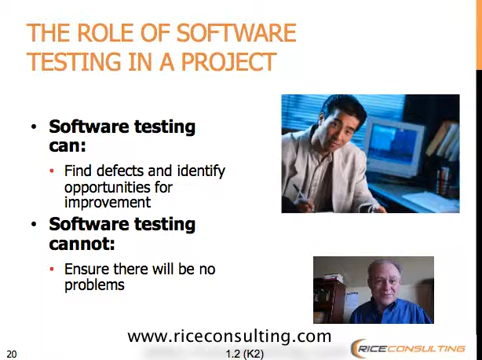 THE ROLE OF SOFTWARE
TESTING IN A PROJECT
• Software testing
can:
• Find defects and identify
opportunities for
improvement
• Software testing
cannot:
• Ensure there will be no
problems
www.riceconsulting.com
20
1.2 (K2)
RICECONSULTING